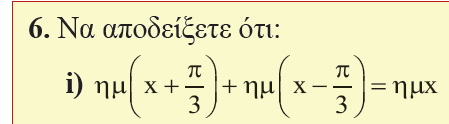 6. Να αποδείξετε ότι:
i) ημ(x + π/3) + ημ(x − π/3) = ημx